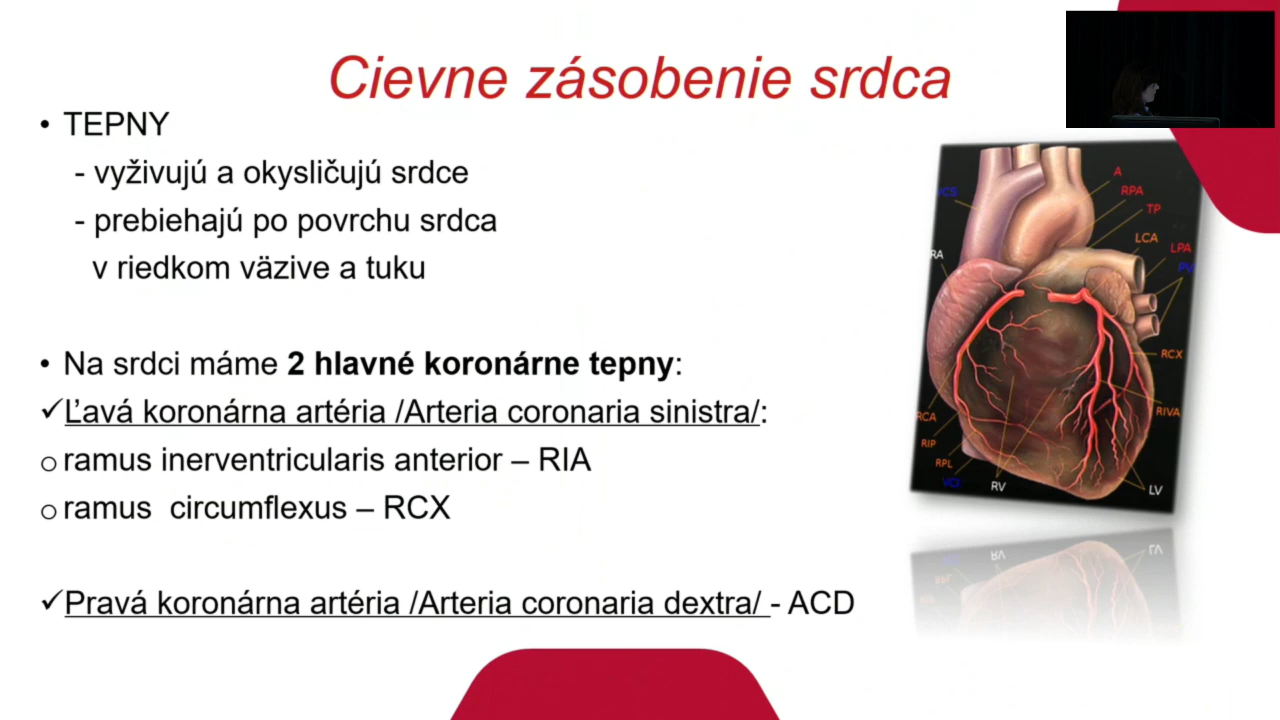 Cievne zásobenie srdca
• TEPNY
- vyživujú a okysličujú srdce
- prebiehajú po povrchu srdca
v riedkom väzive a tuku
• Na srdci máme 2 hlavné koronárne tepny:
✓Ľavá koronárna artéria /Arteria coronaria sinistra/:
o ramus inerventricularis anterior – RIA
o ramus circumflexus – RCX
✓Pravá koronárna artéria /Arteria coronaria dextra/ - ACD
A
RPA
TP
LCA
LPA
RA
RCX
RIVA
RCA
RIP
RPL
VCI
RV
LV